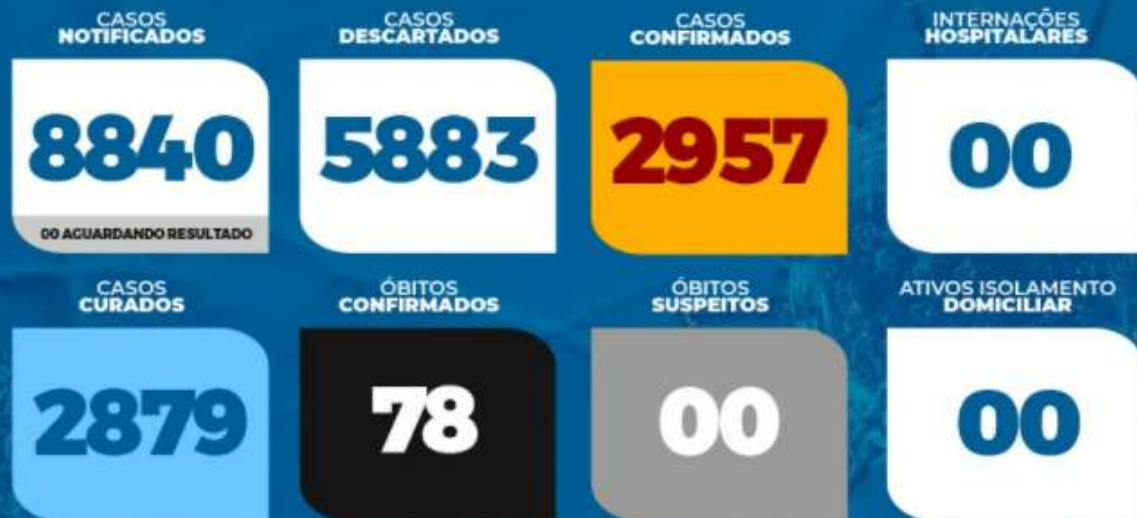 CASOS
NOTIFICADOS
8840
00 AGUARDANDO RESULTADO
CASOS
DESCARTADOS
5883
CASOS
CONFIRMADOS
2957
INTERNAÇÕES
HOSPITALARES
00
CASOS
CURADOS
2879
ÓBITOS
CONFIRMADOS
78
ÓBITOS
SUSPEITOS
00
ATIVOS ISOLAMENTO
DOMICILIAR
00